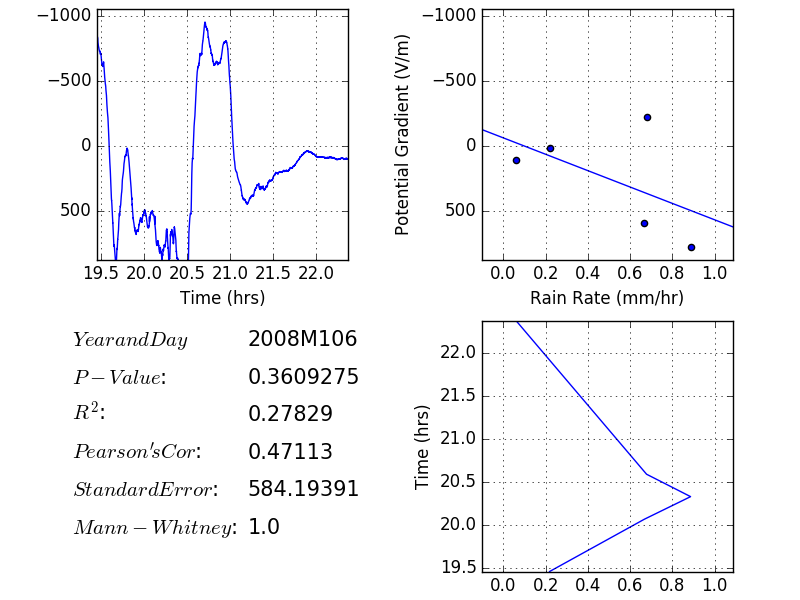 −1000
−500
0
500
19.5 20.0 20.5 21.0 21.5 22.0
Time (hrs)
Potential Gradient (V/m)
−1000
−500
0
500
0.0 0.2 0.4 0.6 0.8 1.0
Rain Rate (mm/hr)
YearandDay 2008M106
P−Value: 0.3609275
R²: 0.27829
Pearson'sCor: 0.47113
StandardError: 584.19391
Mann−Whitney: 1.0
Time (hrs)
22.0
21.5
21.0
20.5
20.0
19.5
0.0 0.2 0.4 0.6 0.8 1.0